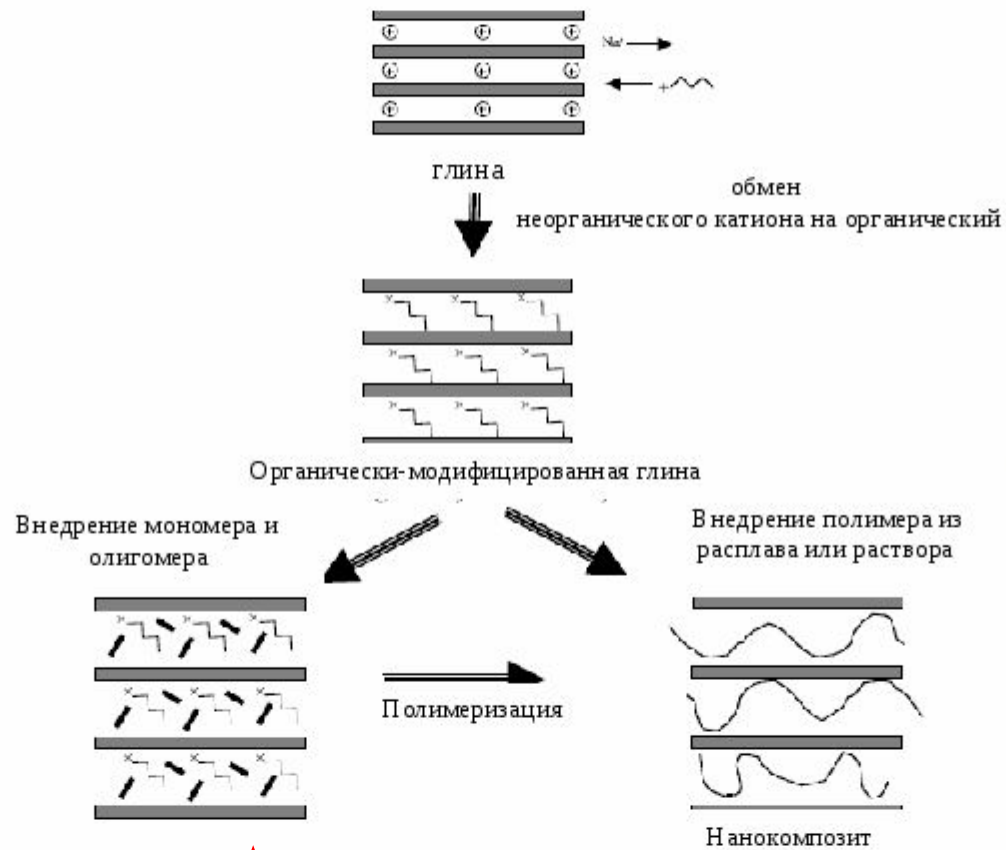 Na⁺
+
глина
обмен
неорганического катиона на органический
Органически-модифицированная глина
Внедрение мономера и
олигомера
Внедрение полимера из
расплава или раствора
Полимеризация
Нанокомпозит